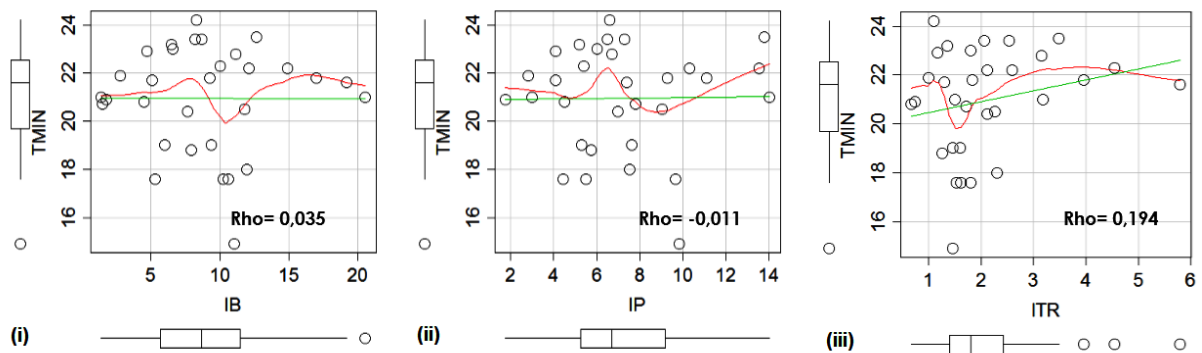 24
22
20
18
16
TMIN
Rho= 0,035
5 10 15 20
IB
(i)
24
22
20
18
16
TMIN
Rho= -0,011
2 4 6 8 10 12 14
IP
(ii)
24
22
20
18
16
TMIN
Rho= 0,194
1 2 3 4 5 6
ITR
(iii)